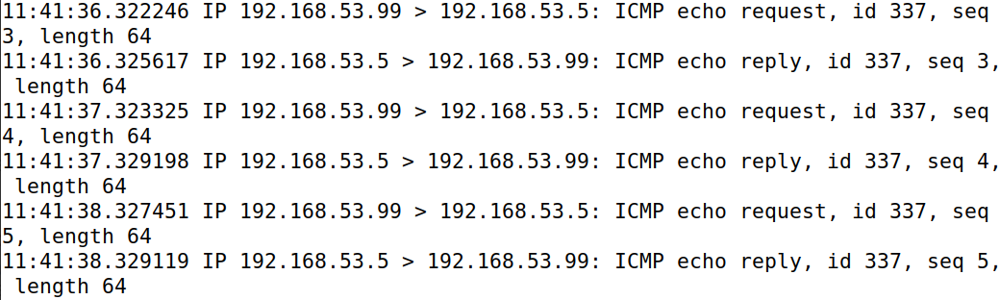 11:41:36.322246 IP 192.168.53.99 > 192.168.53.5: ICMP echo request, id 337, seq
3, length 64
11:41:36.325617 IP 192.168.53.5 > 192.168.53.99: ICMP echo reply, id 337, seq 3,
 length 64
11:41:37.323325 IP 192.168.53.99 > 192.168.53.5: ICMP echo request, id 337, seq
4, length 64
11:41:37.329198 IP 192.168.53.5 > 192.168.53.99: ICMP echo reply, id 337, seq 4,
 length 64
11:41:38.327451 IP 192.168.53.99 > 192.168.53.5: ICMP echo request, id 337, seq
5, length 64
11:41:38.329119 IP 192.168.53.5 > 192.168.53.99: ICMP echo reply, id 337, seq 5,
 length 64